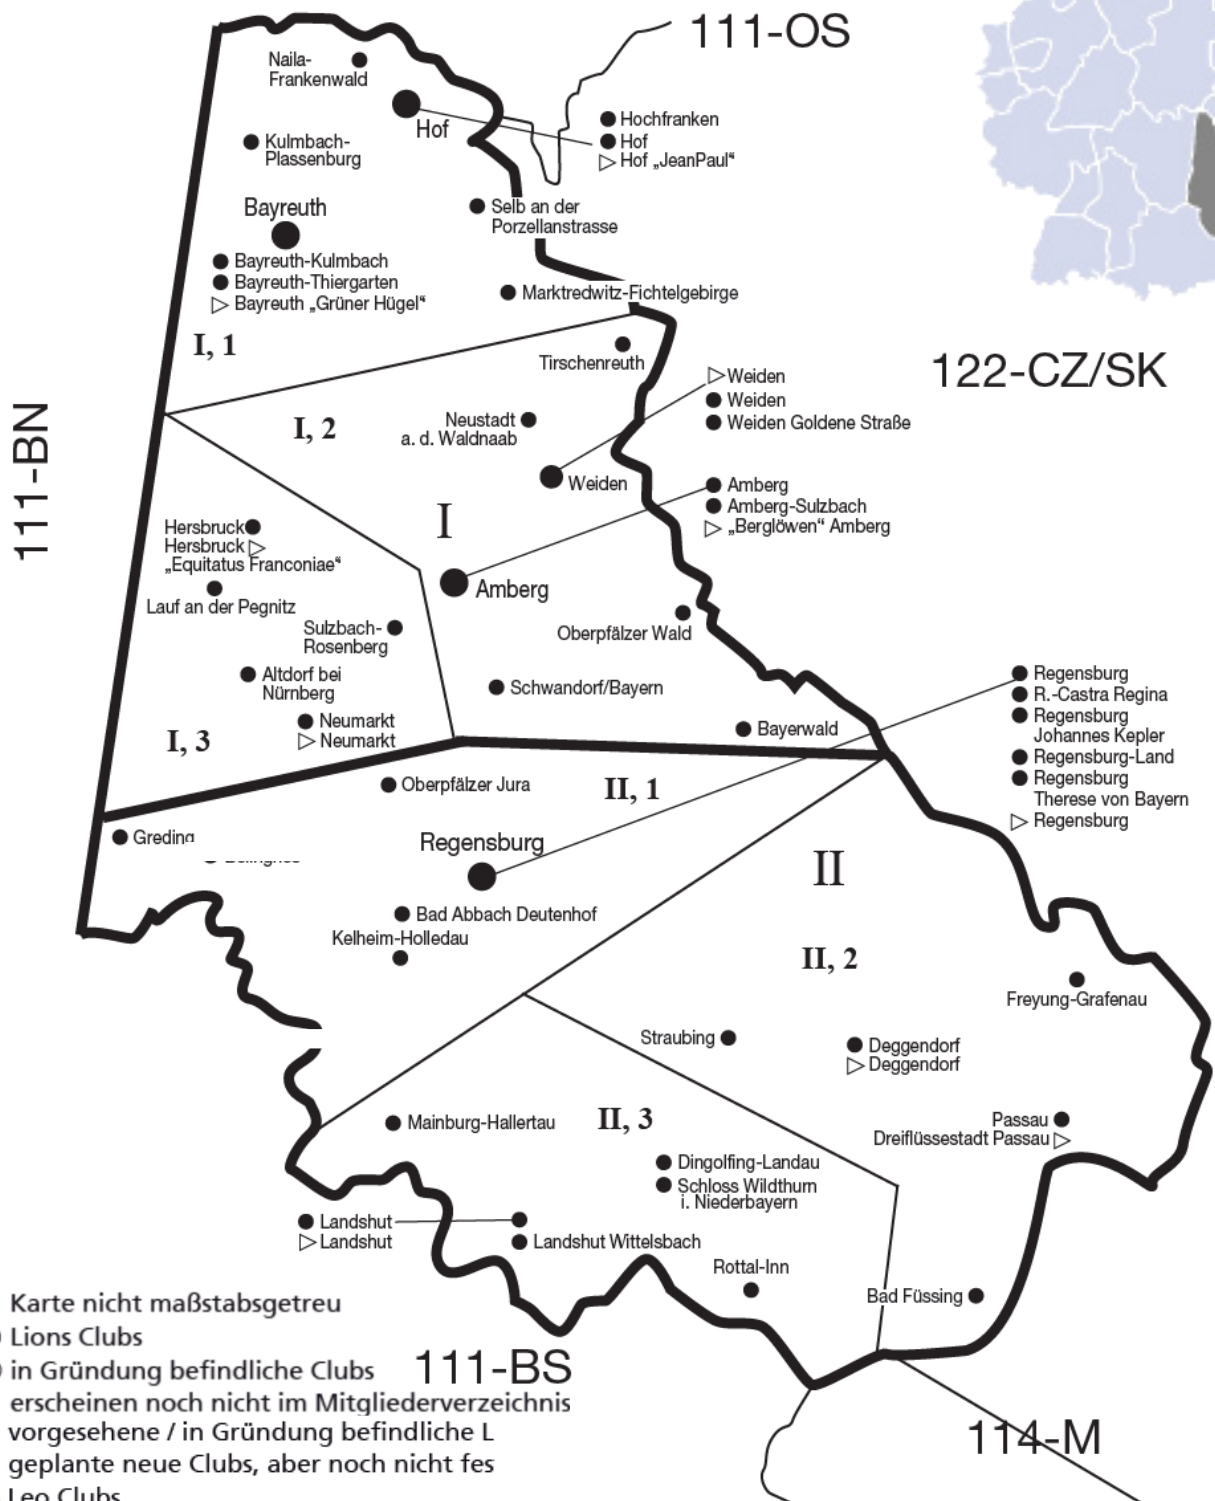 111-OS
Naila-
Frankenwald
Hof
Hochfranken
Hof
Hof „JeanPaul“
Kulmbach-
Plassenburg
Bayreuth
Selb an der
Porzellanstrasse
Bayreuth-Kulmbach
Bayreuth-Thiergarten
Bayreuth „Grüner Hügel“
Marktredwitz-Fichtelgebirge
I, 1
Tirschenreuth
122-CZ/SK
Weiden
Weiden
Weiden Goldene Straße
111-BN
I, 2
Neustadt
a. d. Waldnaab
Weiden
Amberg
Amberg-Sulzbach
„Berglöwen“ Amberg
I
Hersbruck
Hersbruck
„Equitatus Franconiae“
Amberg
Lauf an der Pegnitz
Sulzbach-
Rosenberg
Oberpfälzer Wald
Altdorf bei
Nürnberg
Schwandorf/Bayern
Regensburg
R.-Castra Regina
Regensburg
Johannes Kepler
Regensburg-Land
Regensburg
Therese von Bayern
Regensburg
Neumarkt
Neumarkt
Bayerwald
I, 3
Oberpfälzer Jura
II, 1
Greding
Regensburg
II
Bad Abbach Deutenhof
Kelheim-Holledau
II, 2
Freyung-Grafenau
Straubing
Deggendorf
Deggendorf
Mainburg-Hallertau
II, 3
Passau
Dreiflüssestadt Passau
Dingolfing-Landau
Schloss Wildthurn
i. Niederbayern
Landshut
Landshut
Landshut Wittelsbach
Rottal-Inn
Bad Füssing
Karte nicht maßstabsgetreu
Lions Clubs
in Gründung befindliche Clubs
111-BS
erscheinen noch nicht im Mitgliederverzeichnis
vorgesehene / in Gründung befindliche L
geplante neue Clubs, aber noch nicht fes
Leo Clubs
114-M